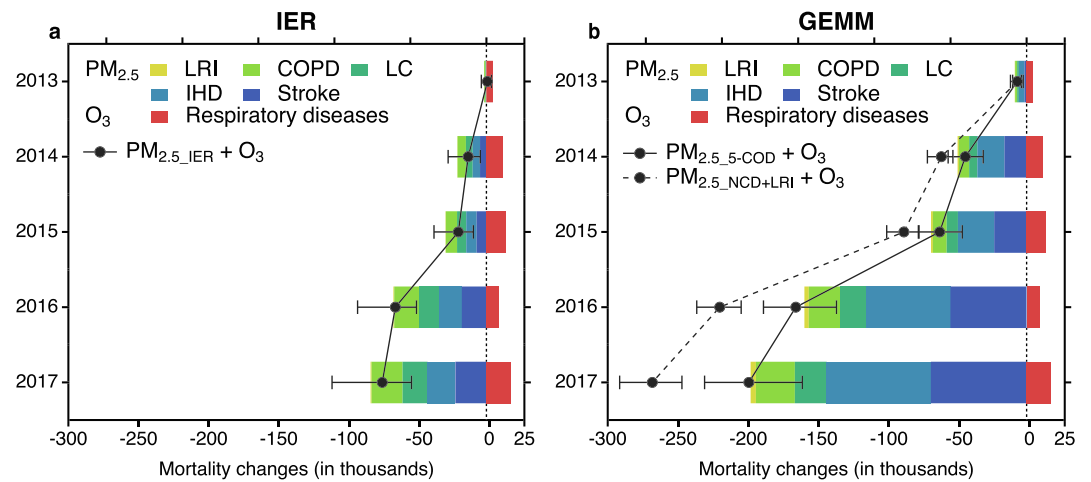 IER
a
PM2.5 LRI COPD LC
IHD Stroke
O3 Respiratory diseases
PM2.5_IER + O3
2013
2014
2015
2016
2017
-300 -250 -200 -150 -100 -50 0 25
Mortality changes (in thousands)
GEMM
b
PM2.5 LRI COPD LC
IHD Stroke
O3 Respiratory diseases
PM2.5_5-COD + O3
PM2.5_NCD+LRI + O3
2013
2014
2015
2016
2017
-300 -250 -200 -150 -100 -50 0 25
Mortality changes (in thousands)